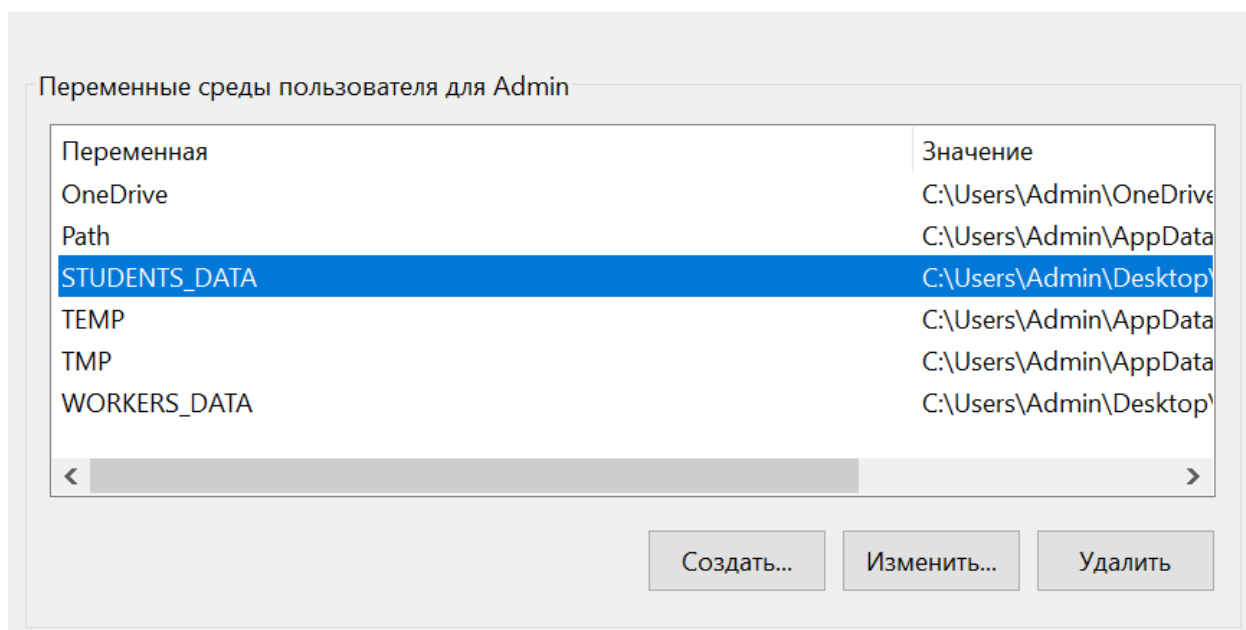 Переменные среды пользователя для Admin
Переменная Значение
OneDrive C:\Users\Admin\OneDrive
Path C:\Users\Admin\AppData
STUDENTS_DATA C:\Users\Admin\Desktop\
TEMP C:\Users\Admin\AppData
TMP C:\Users\Admin\AppData
WORKERS_DATA C:\Users\Admin\Desktop\
Создать... Изменить... Удалить